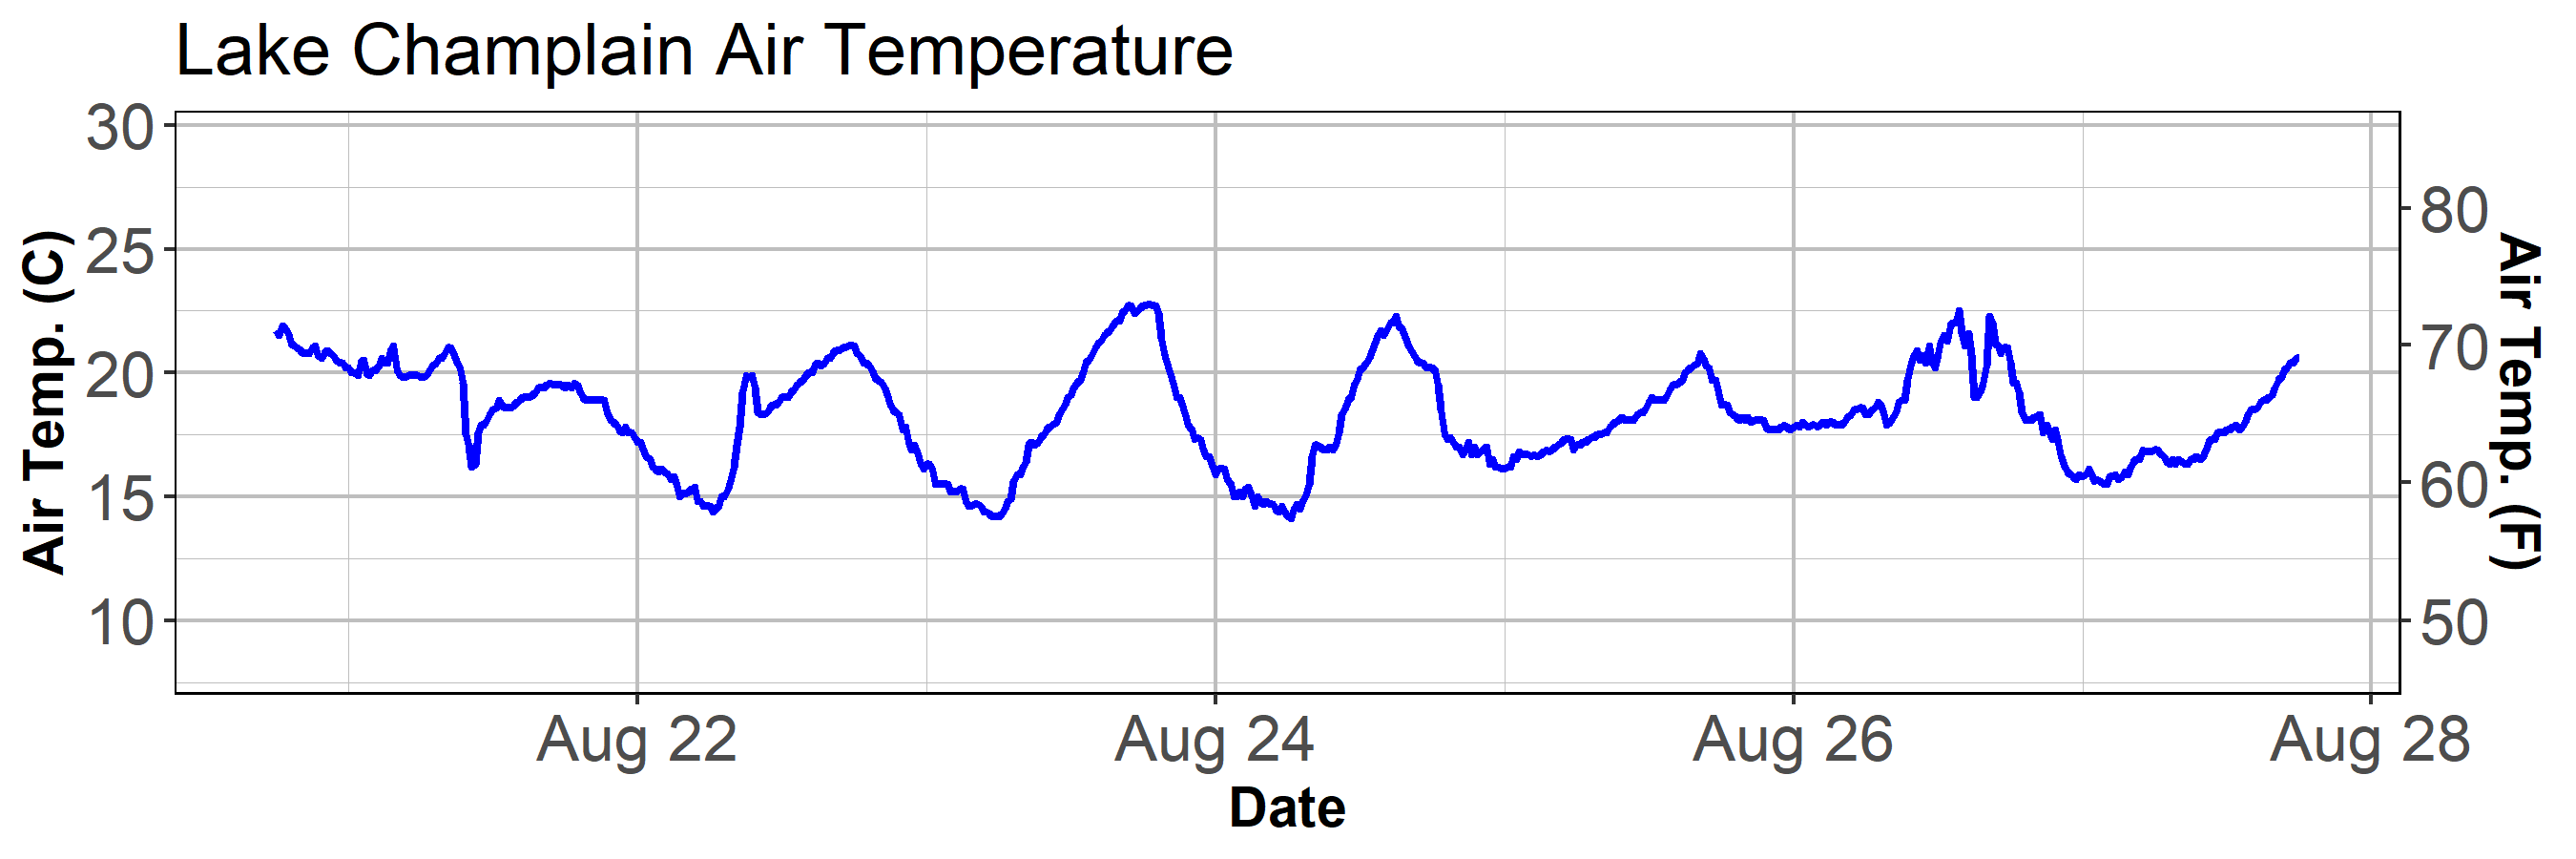 Lake Champlain Air Temperature
Air Temp. (C)
30
25
20
15
10
80
70
60
50
Air Temp. (F)
Aug 22 Aug 24 Aug 26 Aug 28
Date